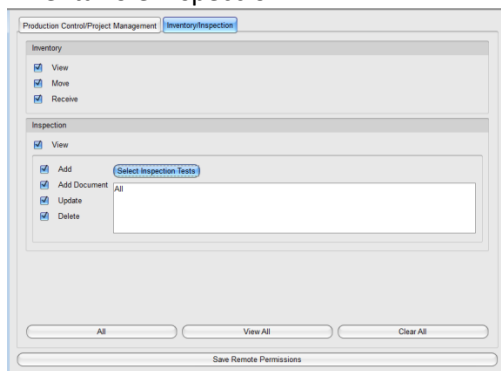 Production Control/Project Management Inventory/Inspection
Inventory
View
Move
Receive
Inspection
View
Add Select Inspection Tests
Add Document All
Update
Delete
All View All Clear All
Save Remote Permissions